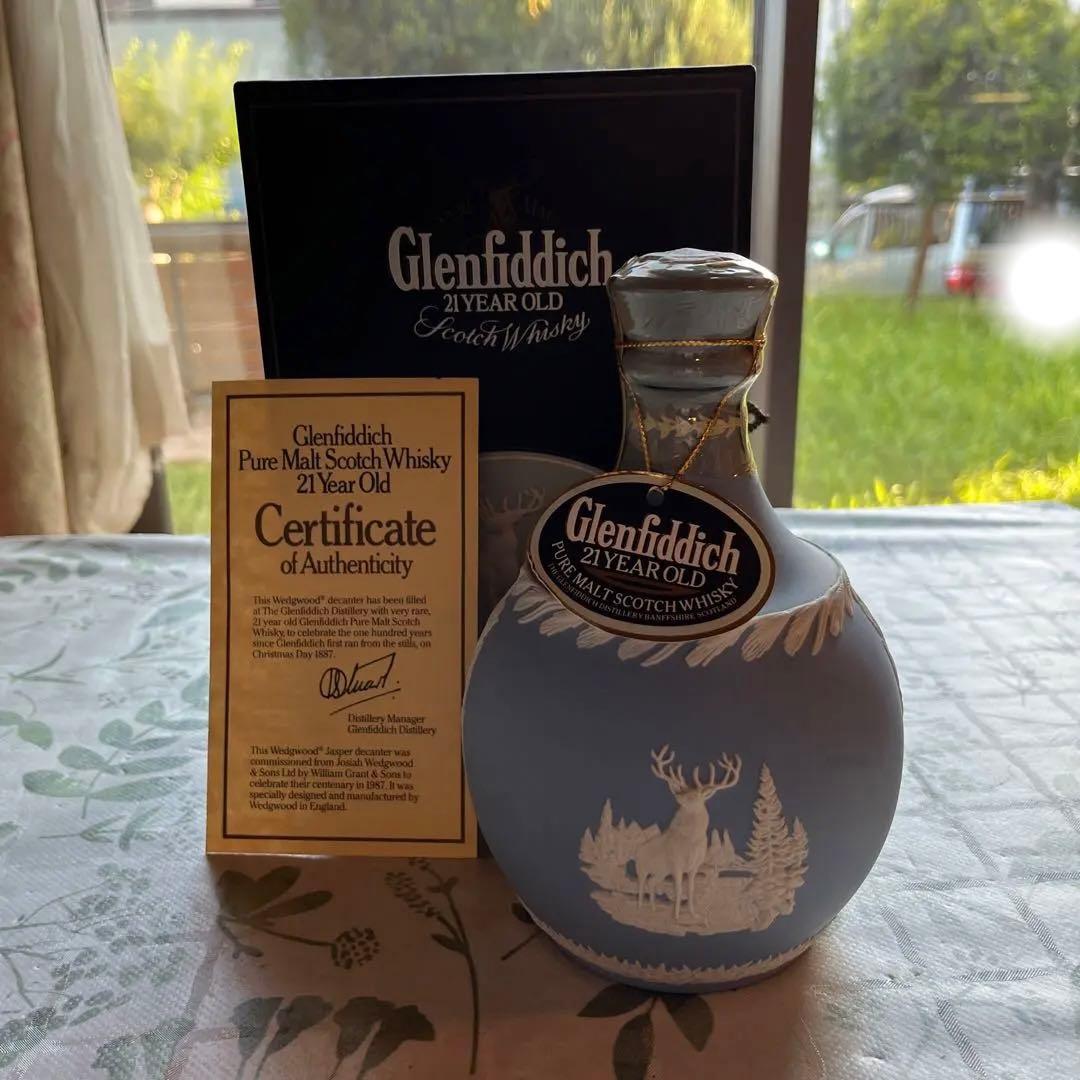 Glenfiddich
21 YEAR OLD
Scotch Whisky
Glenfiddich
Pure Malt Scotch Whisky
21 Year Old
Certificate
of Authenticity
This Wedgwood® decanter has been filled
at The Glenfiddich Distillery with very rare,
21 year old Glenfiddich Pure Malt Scotch
Whisky, to celebrate the one hundred years
since Glenfiddich first ran from the stills, on
Christmas Day 1887.
Distillery Manager
Glenfiddich Distillery
This Wedgwood® Jasper decanter was
commissioned from Josiah Wedgwood
& Sons Ltd by William Grant & Sons to
celebrate their centenary in 1987. It was
specially designed and manufactured by
Wedgwood in England.
Glenfiddich
21 YEAR OLD
PURE MALT SCOTCH WHISKY
THE GLENFIDDICH DISTILLERY BANFFSHIRE SCOTLAND